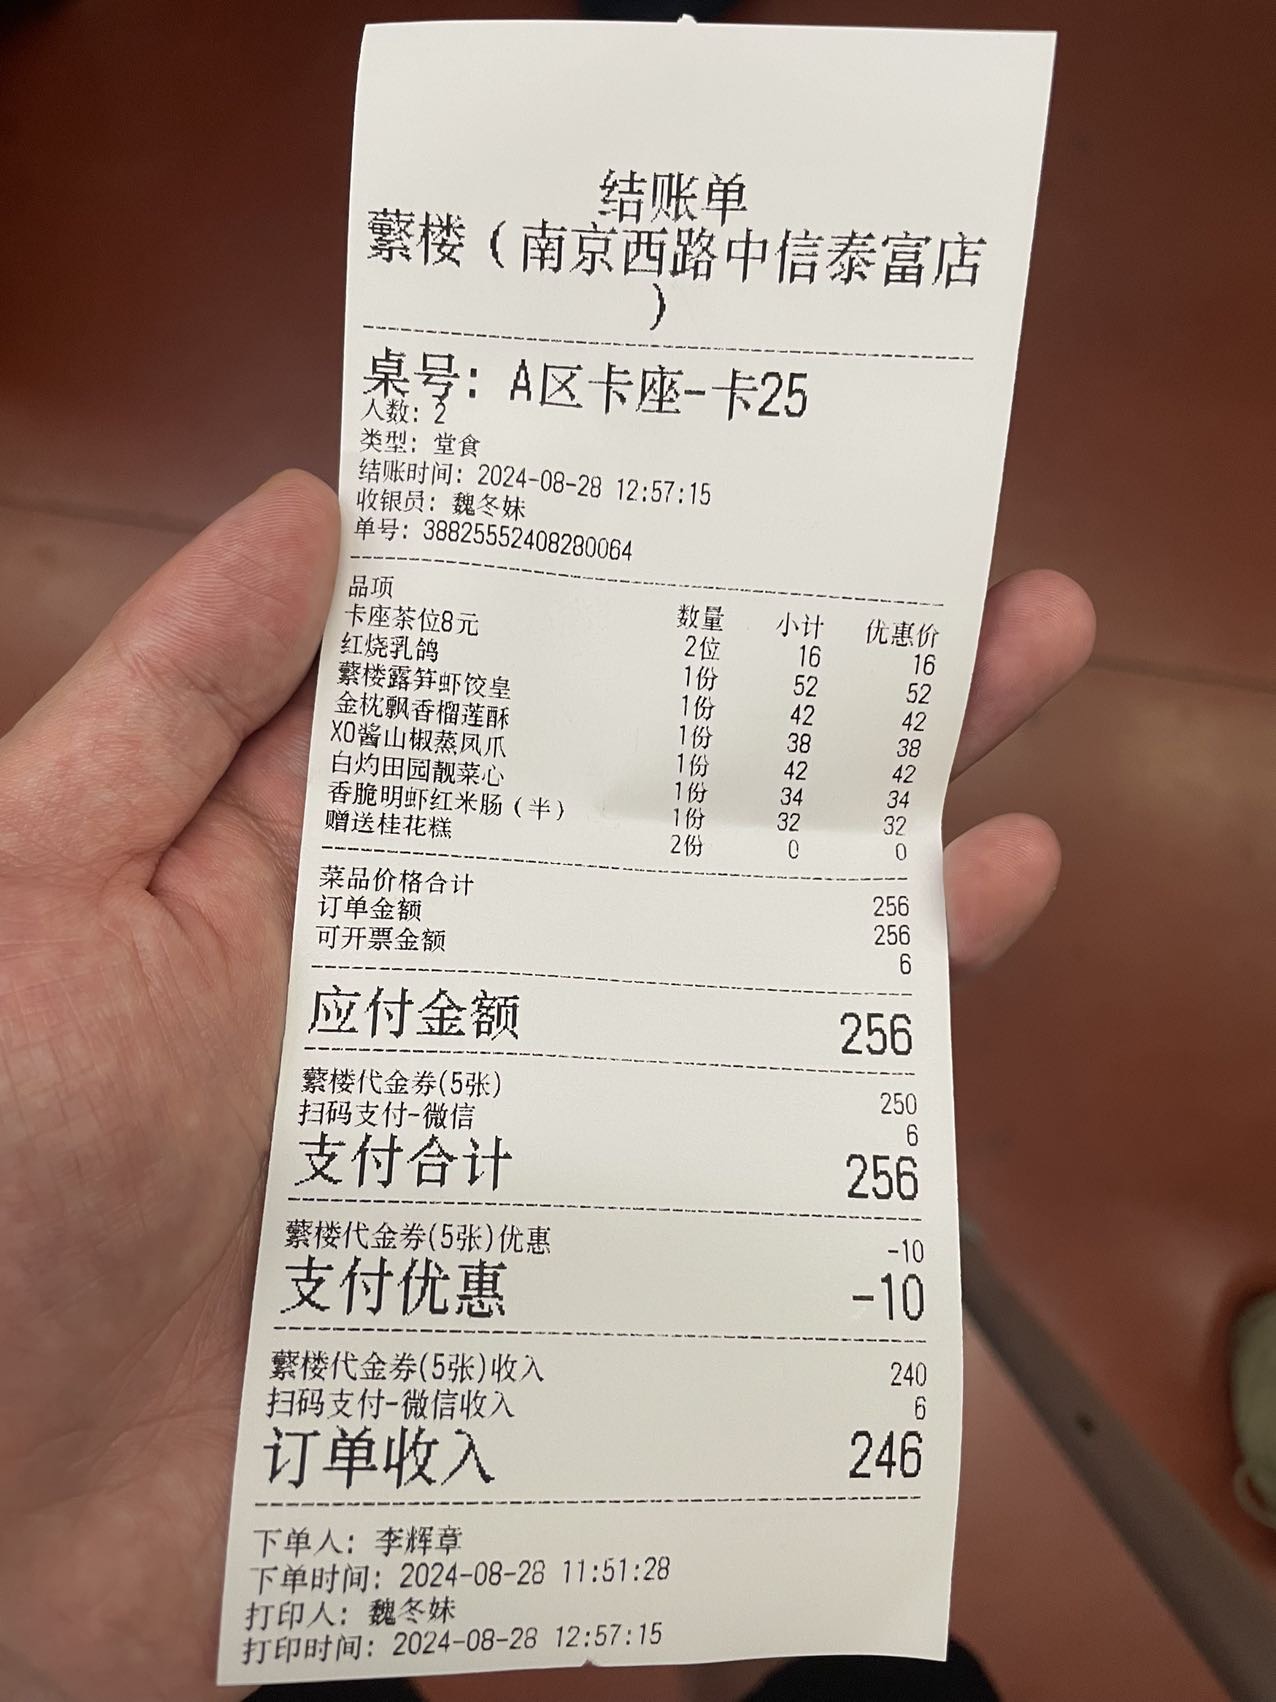 结账单
蘩楼（南京西路中信泰富店
）
桌号：A区卡座-卡25
人数：2
类型：堂食
结账时间：2024-08-28 12:57:15
收银员：魏冬妹
单号：38825552408280064
品项 数量 小计 优惠价
卡座茶位8元 2位 16 16
红烧乳鸽 1份 52 52
蘩楼露笋虾饺皇 1份 42 42
金枕飘香榴莲酥 1份 38 38
XO酱山椒蒸凤爪 1份 42 42
白灼田园靓菜心 1份 34 34
香脆明虾红米肠（半） 1份 32 32
赠送桂花糕 2份 0 0
菜品价格合计 256
订单金额 256
可开票金额 6
应付金额 256
蘩楼代金券(5张) 250
扫码支付-微信 6
支付合计 256
蘩楼代金券(5张)优惠 -10
支付优惠 -10
蘩楼代金券(5张)收入 240
扫码支付-微信收入 6
订单收入 246
下单人：李辉章
下单时间：2024-08-28 11:51:28
打印人：魏冬妹
打印时间：2024-08-28 12:57:15